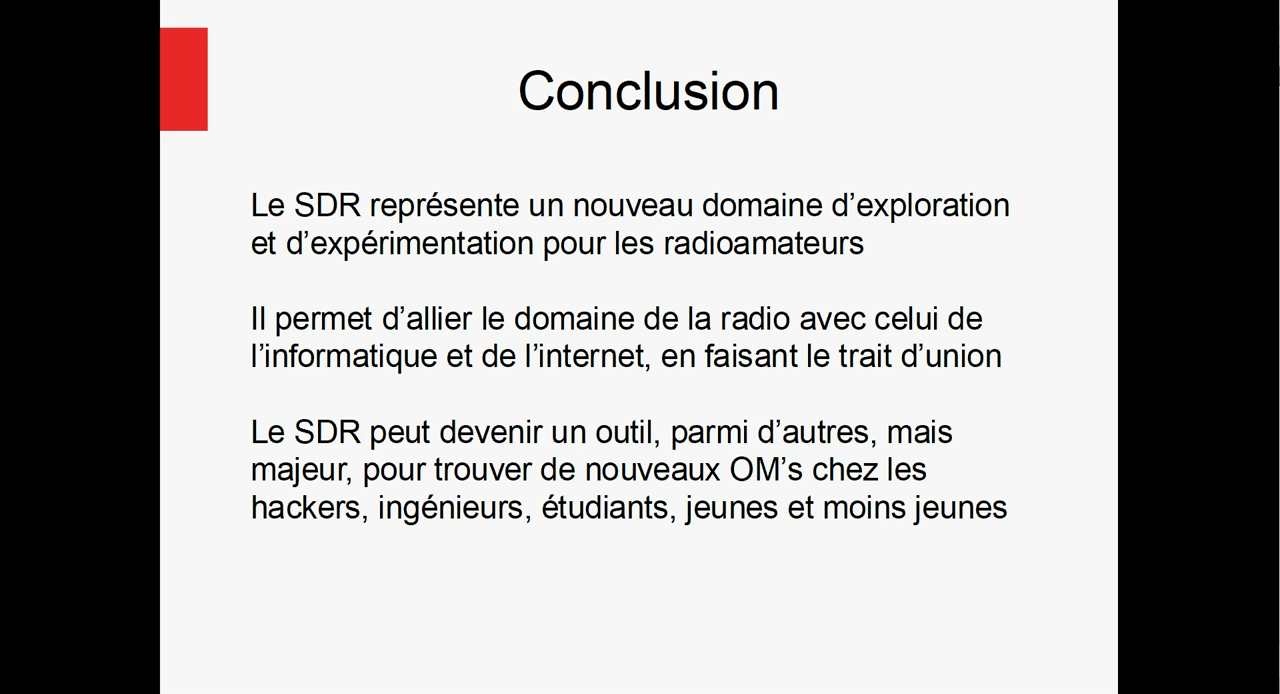 Conclusion
Le SDR représente un nouveau domaine d’exploration
et d’expérimentation pour les radioamateurs
Il permet d’allier le domaine de la radio avec celui de
l’informatique et de l’internet, en faisant le trait d’union
Le SDR peut devenir un outil, parmi d’autres, mais
majeur, pour trouver de nouveaux OM’s chez les
hackers, ingénieurs, étudiants, jeunes et moins jeunes